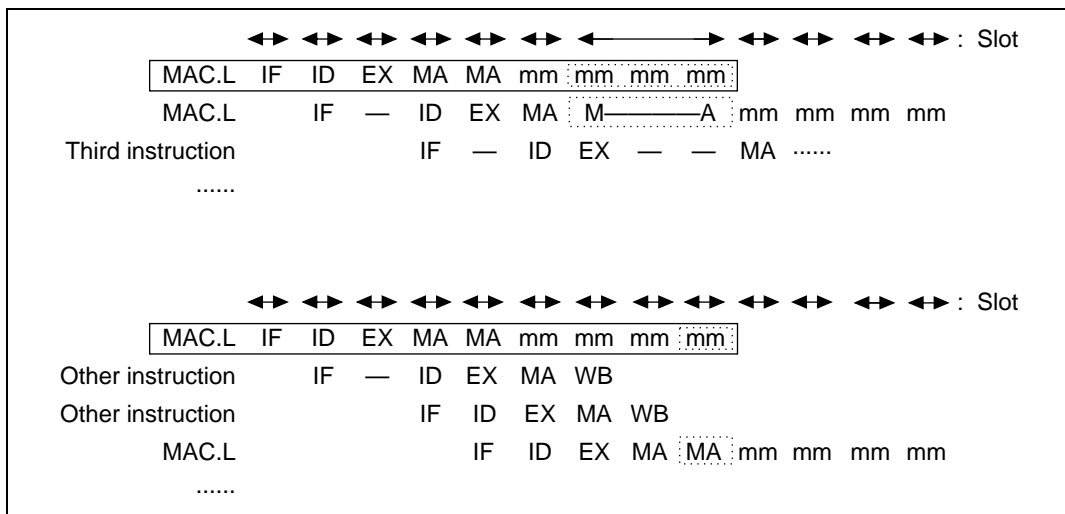 : Slot
MAC.L IF ID EX MA MA mm mm mm mm
MAC.L IF — ID EX MA M————A mm mm mm mm
Third instruction IF — ID EX — — MA ......
......
: Slot
MAC.L IF ID EX MA MA mm mm mm mm
Other instruction IF — ID EX MA WB
Other instruction IF ID EX MA WB
MAC.L IF ID EX MA MA mm mm mm mm
......